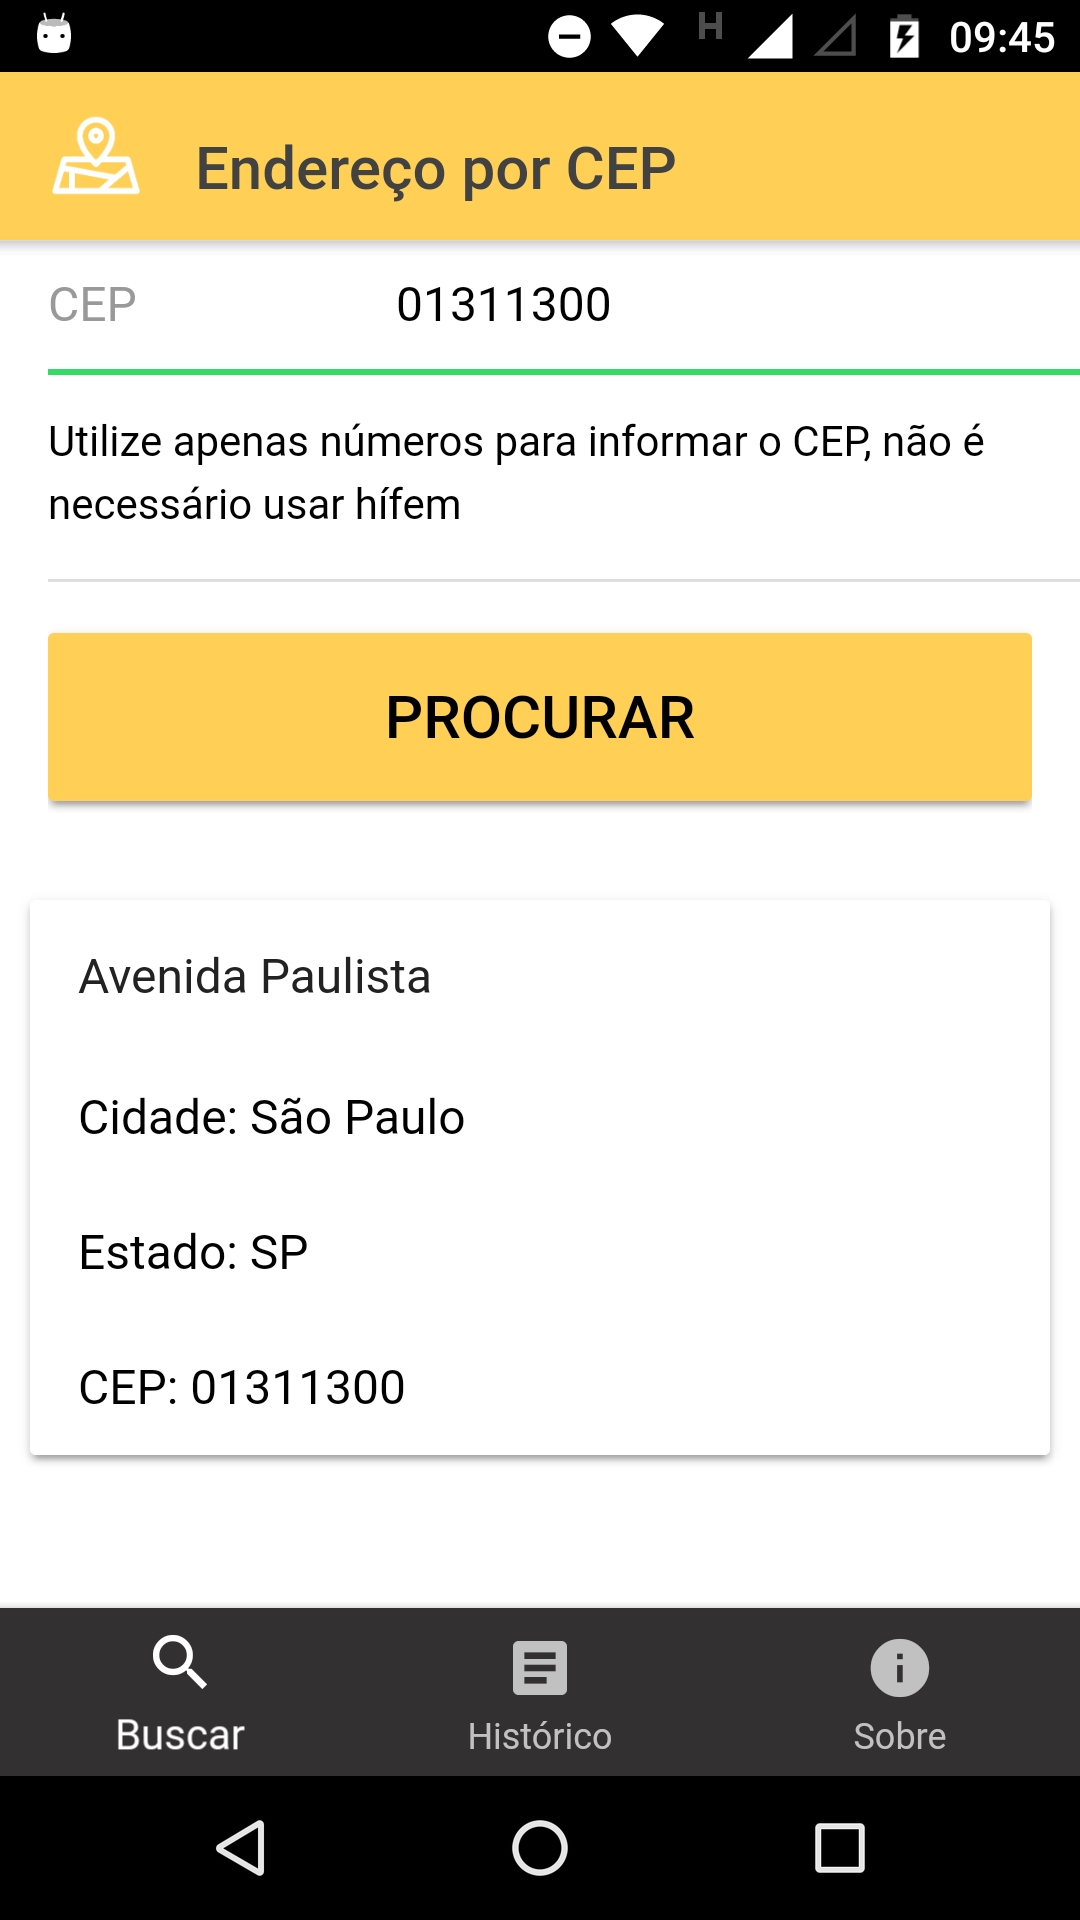 H 09:45
Endereço por CEP
CEP 01311300
Utilize apenas números para informar o CEP, não é
necessário usar hífem
PROCURAR
Avenida Paulista
Cidade: São Paulo
Estado: SP
CEP: 01311300
Buscar Histórico Sobre